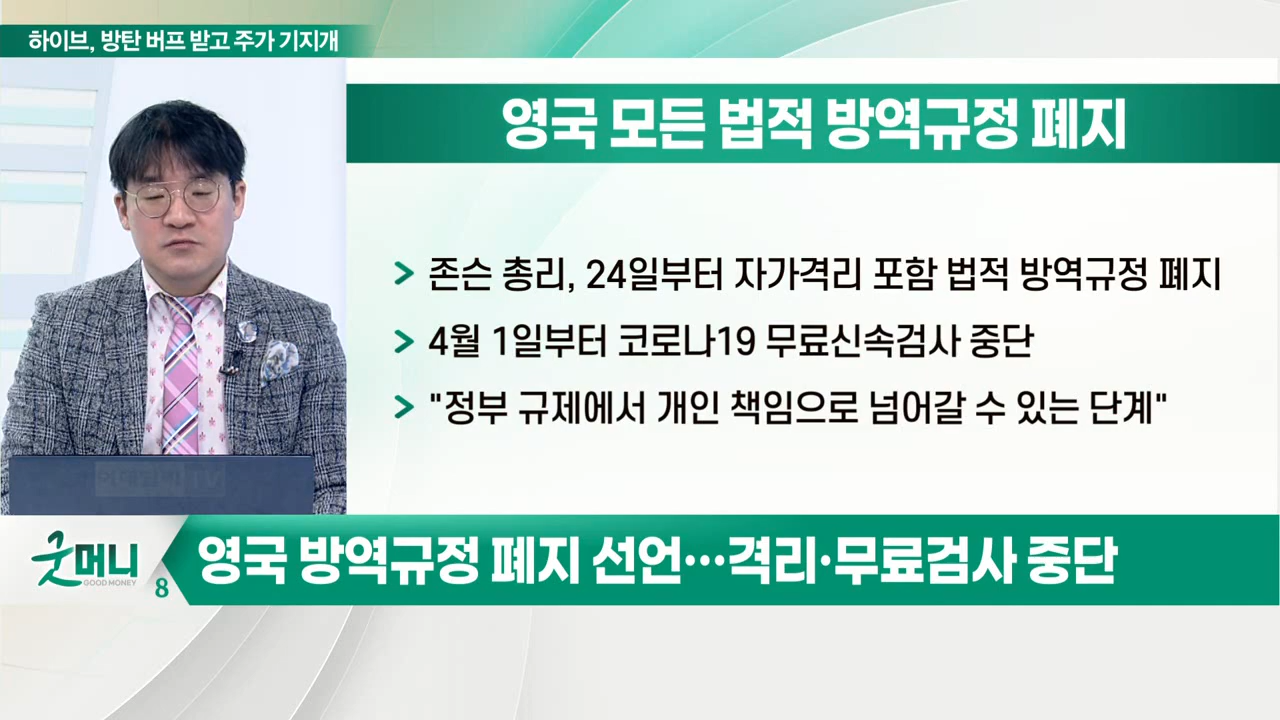 하이브, 방탄 버프 받고 주가 기지개
영국 모든 법적 방역규정 폐지
> 존슨 총리, 24일부터 자가격리 포함 법적 방역규정 폐지
> 4월 1일부터 코로나19 무료신속검사 중단
> "정부 규제에서 개인 책임으로 넘어갈 수 있는 단계"
굿머니
GOOD MONEY
8
영국 방역규정 폐지 선언…격리·무료검사 중단